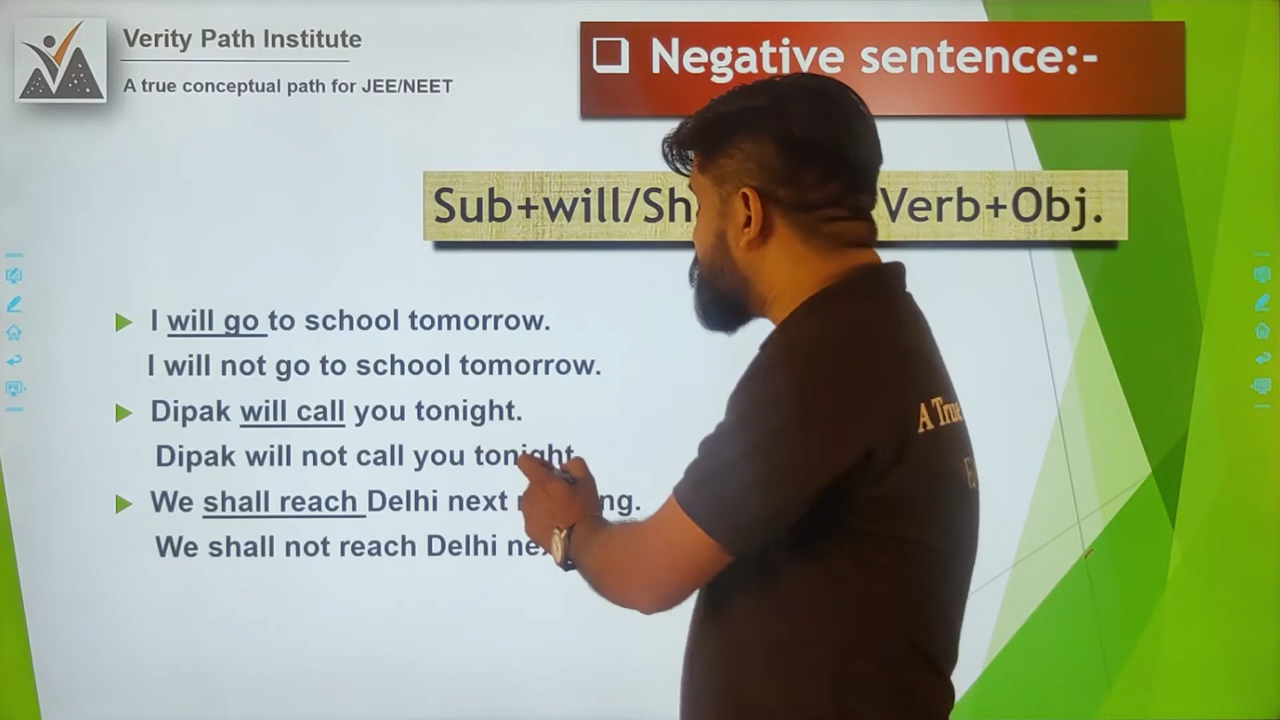 Verity Path Institute
A true conceptual path for JEE/NEET
Negative sentence:-
Sub+will/Sh Verb+Obj.
I will go to school tomorrow.
I will not go to school tomorrow.
Dipak will call you tonight.
Dipak will not call you tonight
We shall reach Delhi next ng.
We shall not reach Delhi ne
A True